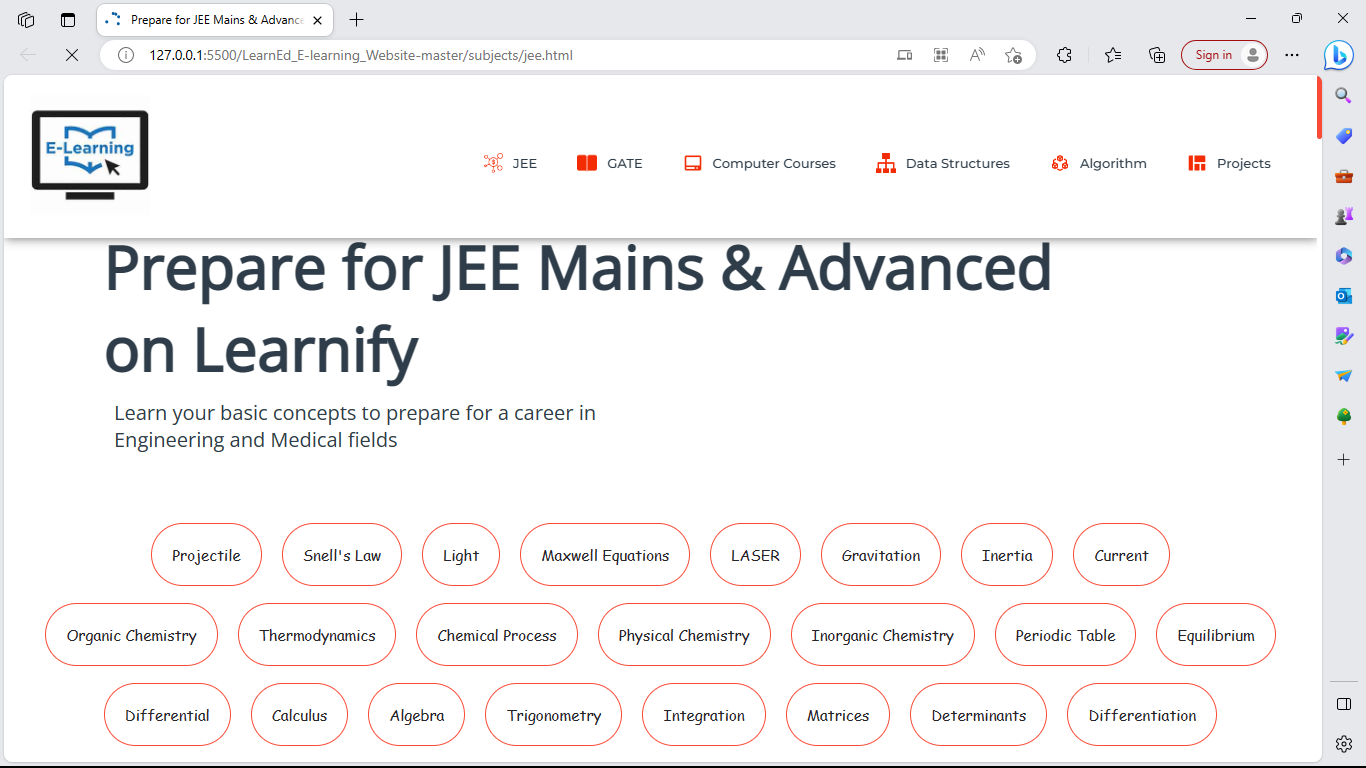 Prepare for JEE Mains & Advance
127.0.0.1:5500/LearnEd_E-learning_Website-master/subjects/jee.html
Sign in
E-Learning
JEE GATE Computer Courses Data Structures Algorithm Projects
Prepare for JEE Mains & Advanced
on Learnify
Learn your basic concepts to prepare for a career in
Engineering and Medical fields
Projectile Snell's Law Light Maxwell Equations LASER Gravitation Inertia Current
Organic Chemistry Thermodynamics Chemical Process Physical Chemistry Inorganic Chemistry Periodic Table Equilibrium
Differential Calculus Algebra Trigonometry Integration Matrices Determinants Differentiation